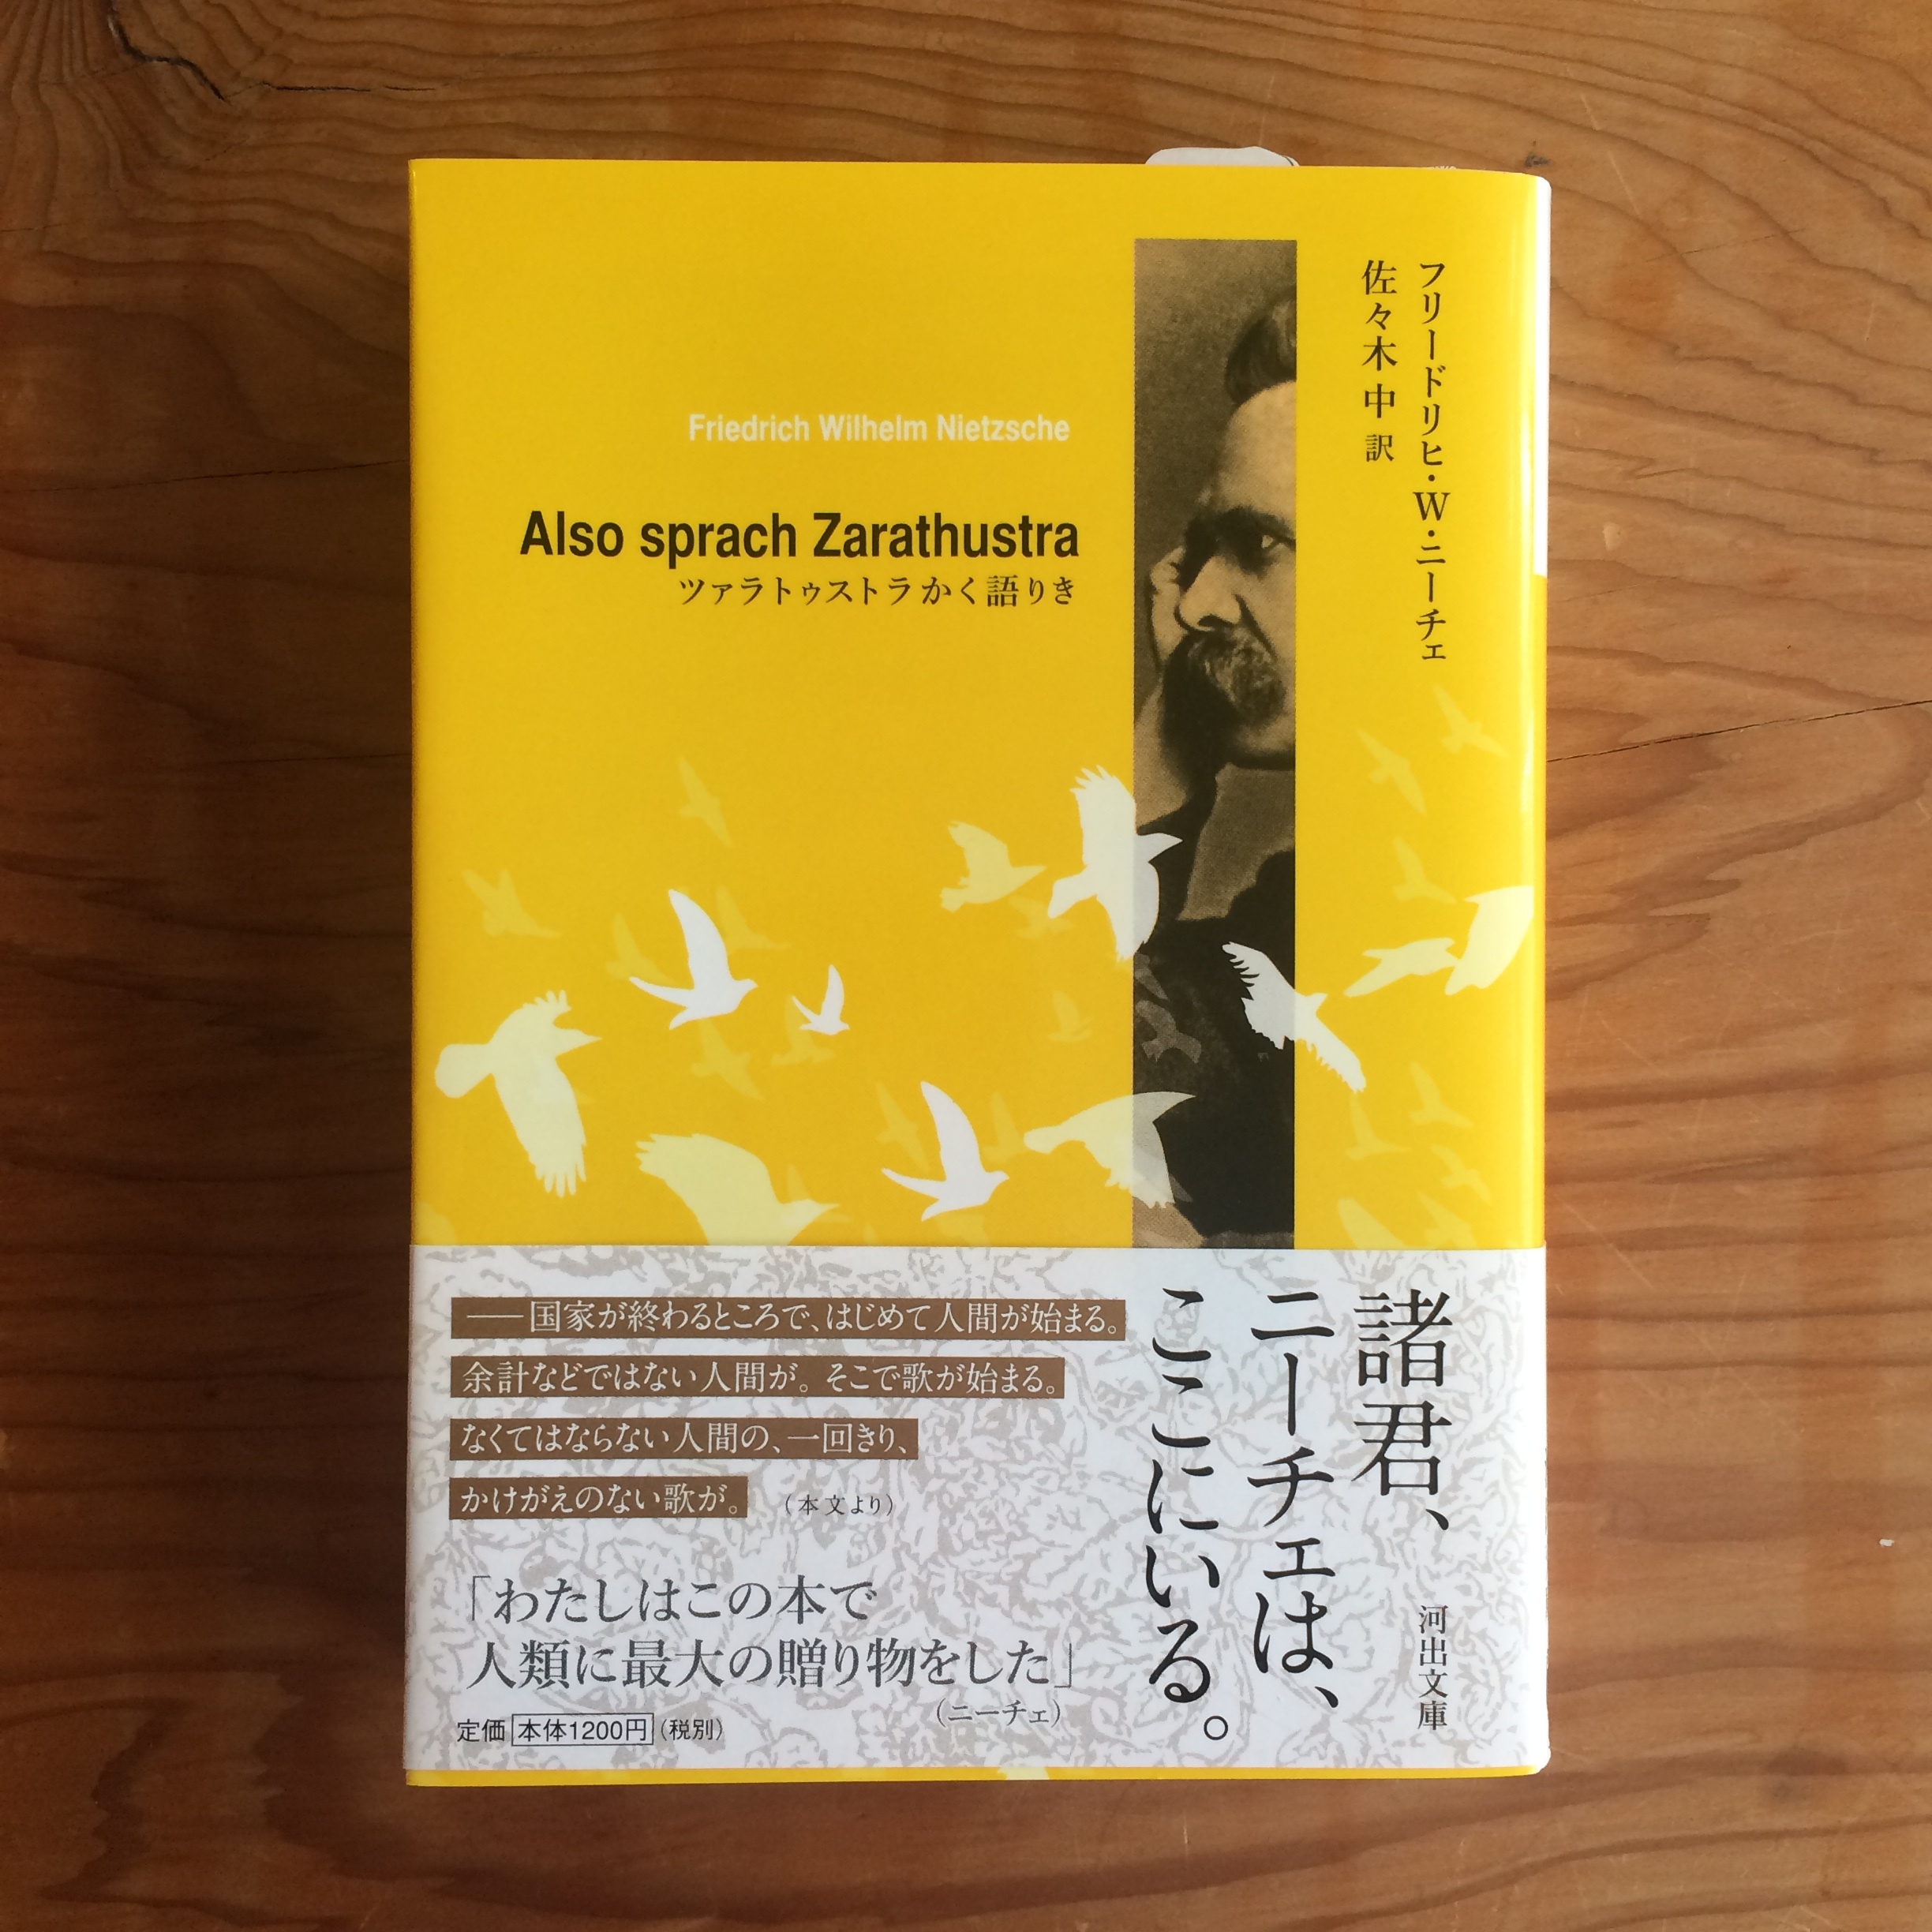 フリードリヒ・W・ニーチェ
佐々木中 訳
Friedrich Wilhelm Nietzsche
Also sprach Zarathustra
ツァラトゥストラかく語りき
諸君、
ニーチェは、
ここにいる。
河出文庫
――国家が終わるところで、はじめて人間が始まる。
余計などではない人間が。そこで歌が始まる。
なくてはならない人間の、一回きり、
かけがえのない歌が。 (本文より)
「わたしはこの本で
人類に最大の贈り物をした」
(ニーチェ)
定価 本体1200円 (税別)